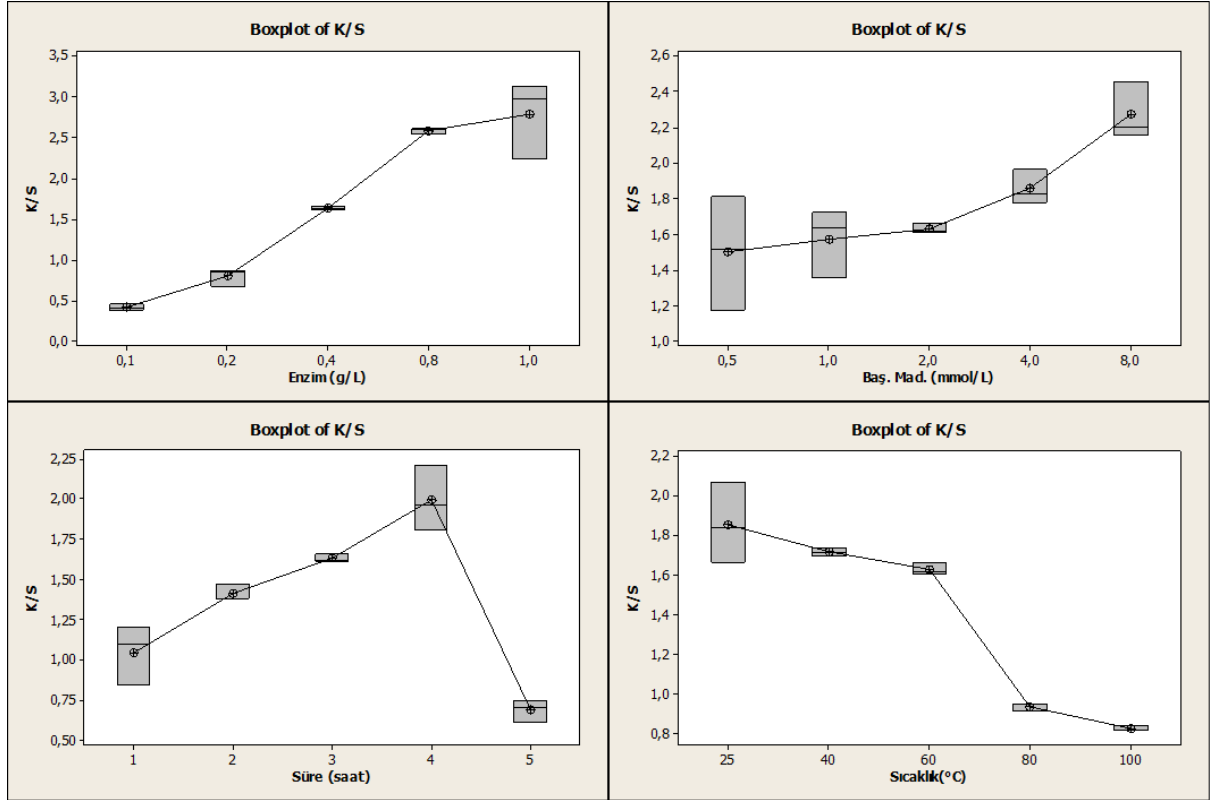 Boxplot of K/S
3,5
3,0
2,5
2,0
1,5
1,0
0,5
0,0
K/S
0,1 0,2 0,4 0,8 1,0
Enzim (g/L)
Boxplot of K/S
2,6
2,4
2,2
2,0
1,8
1,6
1,4
1,2
1,0
K/S
0,5 1,0 2,0 4,0 8,0
Baş. Mad. (mmol/L)
Boxplot of K/S
2,25
2,00
1,75
1,50
1,25
1,00
0,75
0,50
K/S
1 2 3 4 5
Süre (saat)
Boxplot of K/S
2,2
2,0
1,8
1,6
1,4
1,2
1,0
0,8
K/S
25 40 60 80 100
Sıcaklık(°C)